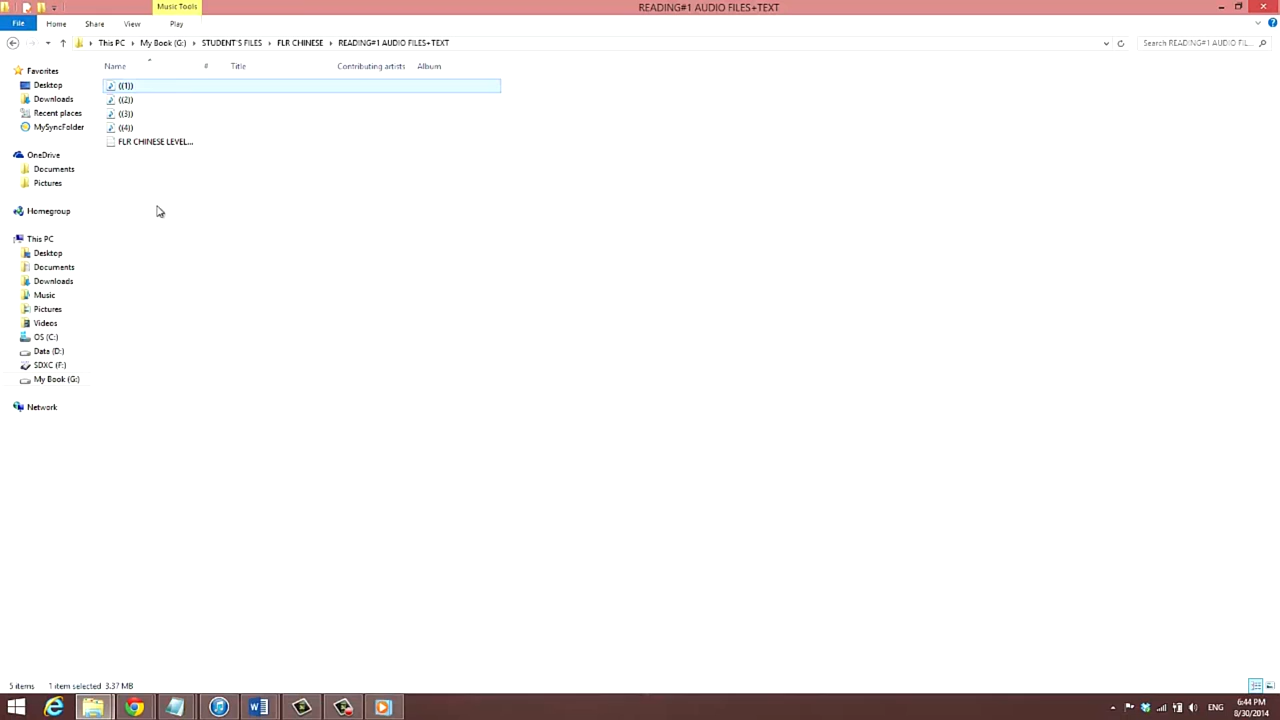 Music Tools
READING#1 AUDIO FILES+TEXT
File Home Share View Play
This PC My Book (G:) STUDENT'S FILES FLR CHINESE READING#1 AUDIO FILES+TEXT
Search READING#1 AUDIO FIL...
Name # Title Contributing artists Album
Favorites
Desktop
Downloads
Recent places
MySyncFolder
OneDrive
Documents
Pictures
Homegroup
This PC
Desktop
Documents
Downloads
Music
Pictures
Videos
OS (C:)
Data (D:)
SDXC (F:)
My Book (G:)
Network
((1))
((2))
((3))
((4))
FLR CHINESE LEVEL...
5 items 1 item selected 3.37 MB
ENG
6:44 PM
8/30/2014